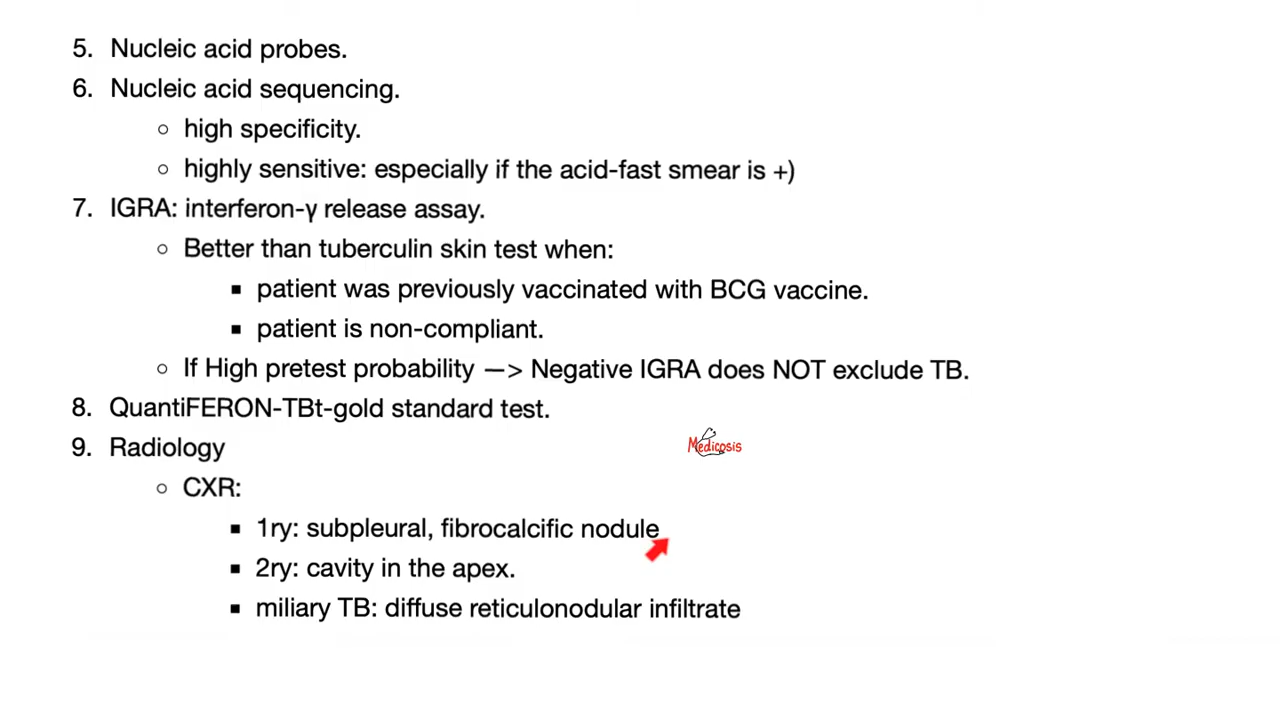 5. Nucleic acid probes.
6. Nucleic acid sequencing.
○ high specificity.
○ highly sensitive: especially if the acid-fast smear is +)
7. IGRA: interferon-γ release assay.
○ Better than tuberculin skin test when:
▪ patient was previously vaccinated with BCG vaccine.
▪ patient is non-compliant.
○ If High pretest probability —> Negative IGRA does NOT exclude TB.
8. QuantiFERON-TBt-gold standard test.
9. Radiology
Medicosis
○ CXR:
▪ 1ry: subpleural, fibrocalcific nodule
▪ 2ry: cavity in the apex.
▪ miliary TB: diffuse reticulonodular infiltrate